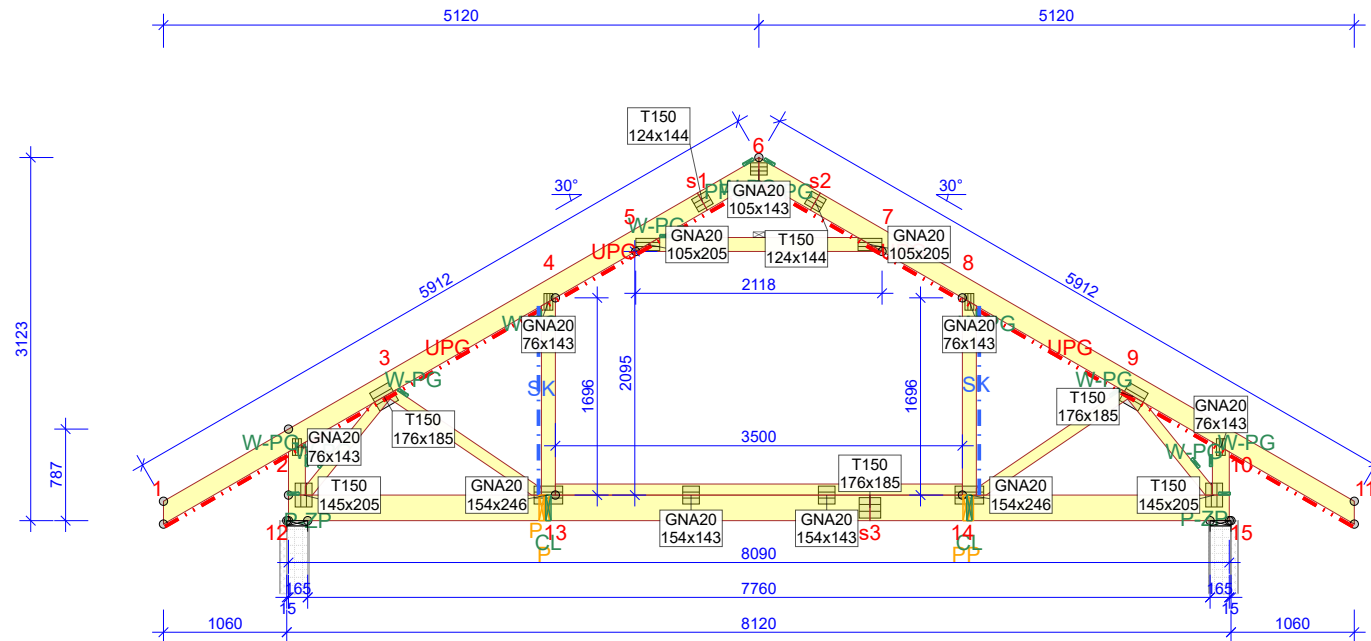 5120
5120
T150
124x144
6
s1
s2
30°
30°
GNA20
105x143
5
7
W-PG
GNA20
105x205
T150
124x144
GNA20
105x205
UPG
4
8
5912
5912
2118
3123
GNA20
76x143
GNA20
76x143
3
UPG
UPG
9
W-PG
W-PG
2095
1696
1696
SK
SK
T150
176x185
T150
176x185
3500
W-PG
GNA20
76x143
GNA20
76x143
W-PG
W-PG
787
2
10
1
11
T150
145x205
GNA20
154x246
T150
176x185
GNA20
154x246
T150
145x205
P-ZP
P-ZP
GNA20
154x143
GNA20
154x143
12
P
13
s3
14
15
CL
CL
P
PP
8090
165
7760
165
15
15
1060
8120
1060